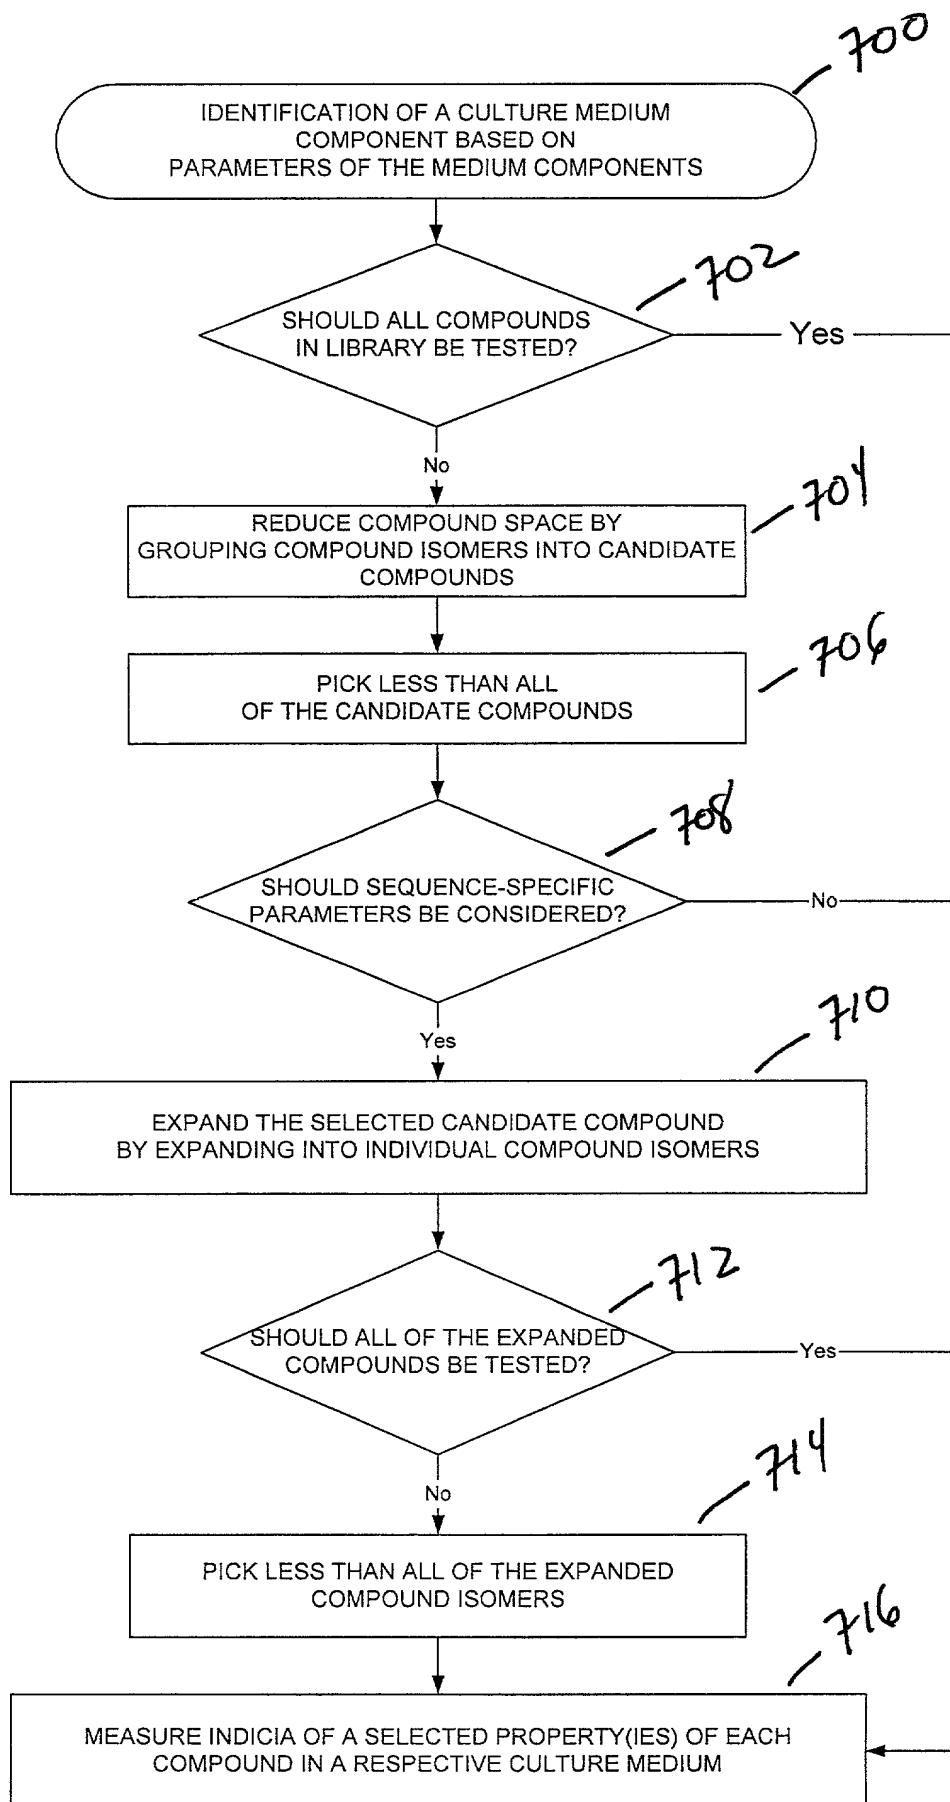 700
IDENTIFICATION OF A CULTURE MEDIUM
COMPONENT BASED ON
PARAMETERS OF THE MEDIUM COMPONENTS
702
SHOULD ALL COMPOUNDS
IN LIBRARY BE TESTED?
Yes
No
704
REDUCE COMPOUND SPACE BY
GROUPING COMPOUND ISOMERS INTO CANDIDATE
COMPOUNDS
706
PICK LESS THAN ALL
OF THE CANDIDATE COMPOUNDS
708
SHOULD SEQUENCE-SPECIFIC
PARAMETERS BE CONSIDERED?
No
Yes
710
EXPAND THE SELECTED CANDIDATE COMPOUND
BY EXPANDING INTO INDIVIDUAL COMPOUND ISOMERS
712
SHOULD ALL OF THE EXPANDED
COMPOUNDS BE TESTED?
Yes
No
714
PICK LESS THAN ALL OF THE EXPANDED
COMPOUND ISOMERS
716
MEASURE INDICIA OF A SELECTED PROPERTY(IES) OF EACH
COMPOUND IN A RESPECTIVE CULTURE MEDIUM